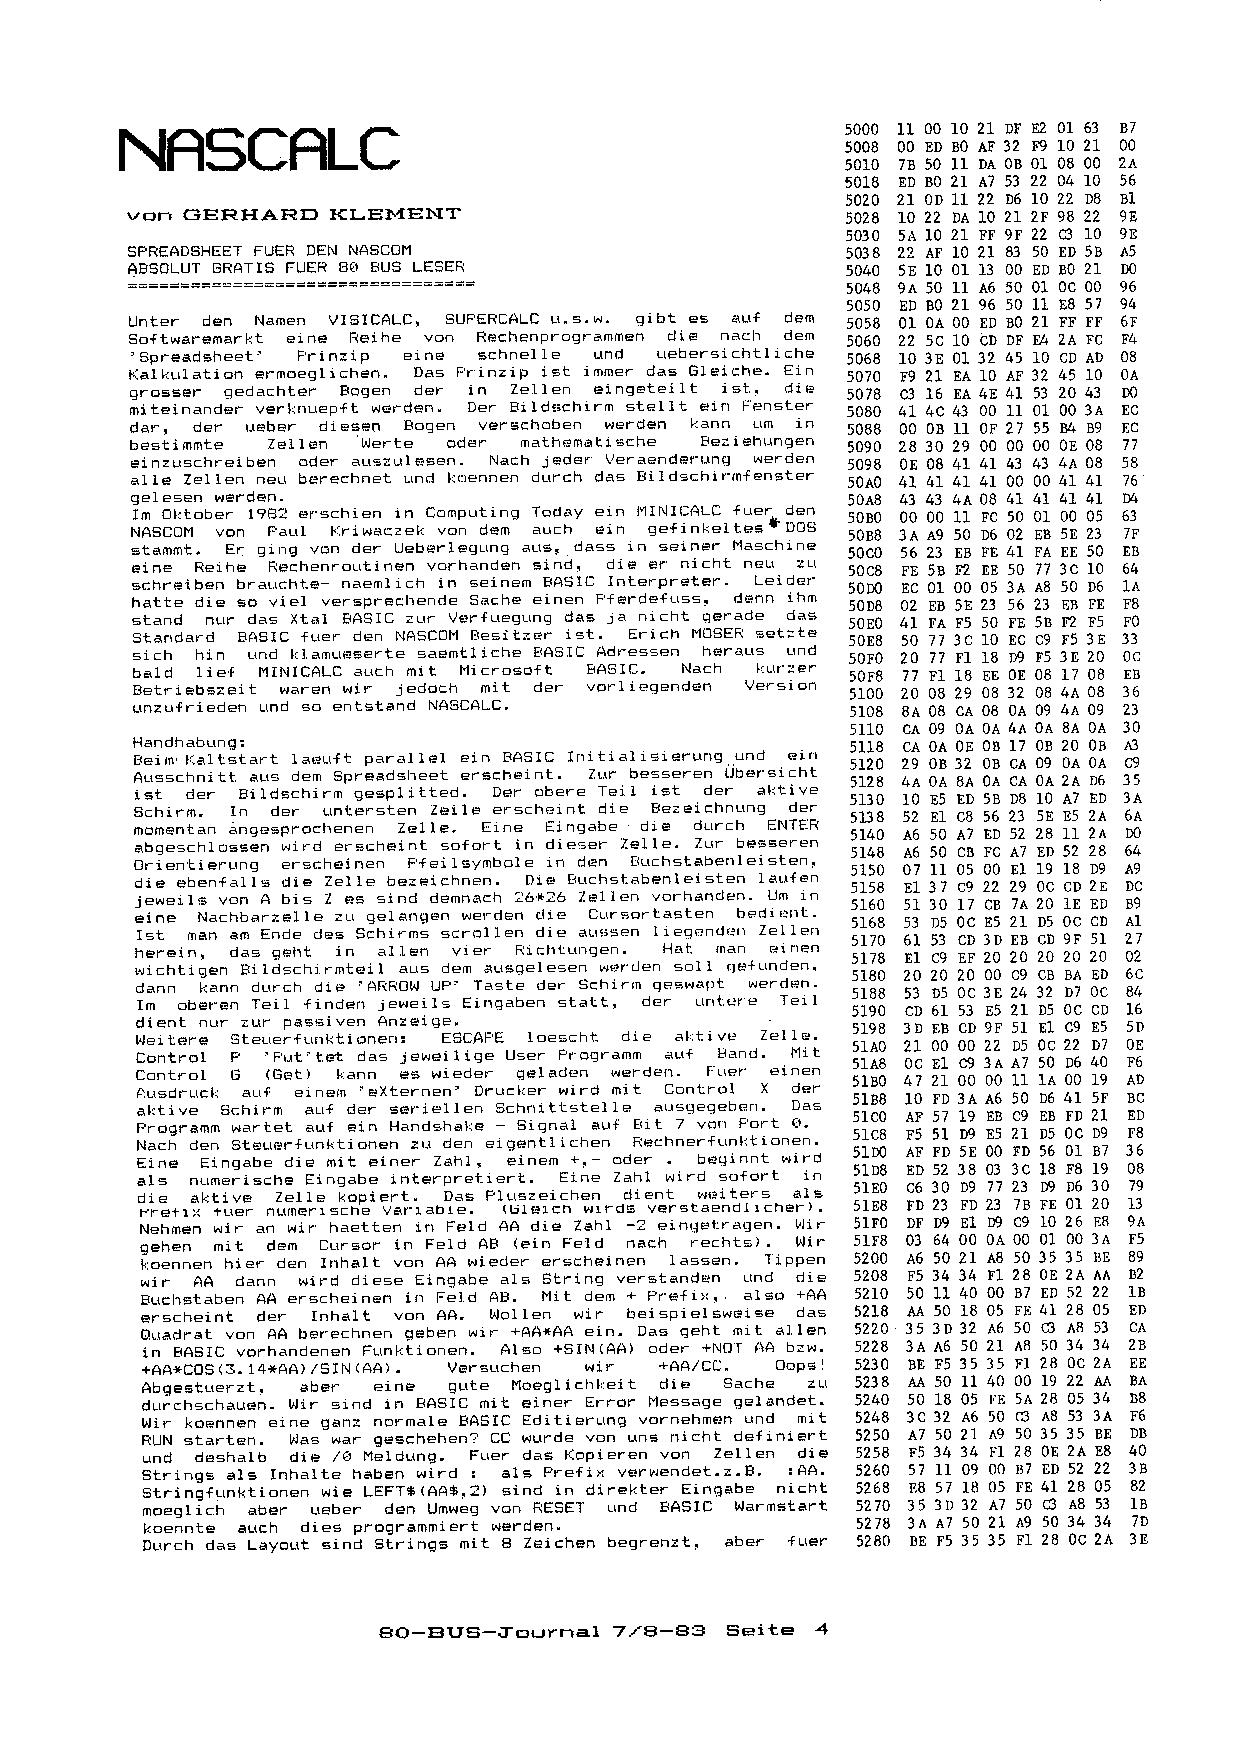 NASCALC
von GERHARD KLEMENT
SPREADSHEET FUER DEN NASCOM
ABSOLUT GRATIS FUER 80 BUS LESER
=================================
Unter den Namen VISICALC, SUPERCALC u.s.w. gibt es auf dem
Softwaremarkt eine Reihe von Rechenprogrammen die nach dem
'Spreadsheet' Prinzip eine schnelle und uebersichtliche
Kalkulation ermoeglichen. Das Prinzip ist immer das Gleiche. Ein
grosser gedachter Bogen der in Zellen eingeteilt ist, die
miteinander verknuepft werden. Der Bildschirm stellt ein Fenster
dar, der ueber diesen Bogen verschoben werden kann um in
bestimmte Zellen Werte oder mathematische Beziehungen
einzuschreiben oder auszulesen. Nach jeder Veraenderung werden
alle Zellen neu berechnet und koennen durch das Bildschirmfenster
gelesen werden.
Im Oktober 1982 erschien in Computing Today ein MINICALC fuer den
NASCOM von Paul Kriwaczek von dem auch ein gefinkeltes * DOS
stammt. Er ging von der Ueberlegung aus, dass in seiner Maschine
eine Reihe Rechenroutinen vorhanden sind, die er nicht neu zu
schreiben brauchte- naemlich in seinem BASIC Interpreter. Leider
hatte die so viel versprechende Sache einen Pferdefuss, denn ihm
stand nur das Xtal BASIC zur Verfuegung das ja nicht gerade das
Standard BASIC fuer den NASCOM Besitzer ist. Erich MOSER setzte
sich hin und klamueserte saemtliche BASIC Adressen heraus und
bald lief MINICALC auch mit Microsoft BASIC. Nach kurzer
Betriebszeit waren wir jedoch mit der vorliegenden Version
unzufrieden und so entstand NASCALC.
Handhabung:
Beim Kaltstart laeuft parallel ein BASIC Initialisierung und ein
Ausschnitt aus dem Spreadsheet erscheint. Zur besseren Übersicht
ist der Bildschirm gesplitted. Der obere Teil ist der aktive
Schirm. In der untersten Zeile erscheint die Bezeichnung der
momentan angesprochenen Zelle. Eine Eingabe die durch ENTER
abgeschlossen wird erscheint sofort in dieser Zelle. Zur besseren
Orientierung erscheinen Pfeilsymbole in den Buchstabenleisten,
die ebenfalls die Zelle bezeichnen. Die Buchstabenleisten laufen
jeweils von A bis Z es sind demnach 26*26 Zellen vorhanden. Um in
eine Nachbarzelle zu gelangen werden die Cursortasten bedient.
Ist man am Ende des Schirms scrollen die aussen liegenden Zellen
herein, das geht in allen vier Richtungen. Hat man einen
wichtigen Bildschirmteil aus dem ausgelesen werden soll gefunden,
dann kann durch die 'ARROW UP' Taste der Schirm geswapt werden.
Im oberen Teil finden jeweils Eingaben statt, der untere Teil
dient nur zur passiven Anzeige.
Weitere Steuerfunktionen: ESCAPE loescht die aktive Zelle.
Control P 'Put'tet das jeweilige User Programm auf Band. Mit
Control G (Get) kann es wieder geladen werden. Fuer einen
Ausdruck auf einem 'eXternen' Drucker wird mit Control X der
aktive Schirm auf der seriellen Schnittstelle ausgegeben. Das
Programm wartet auf ein Handshake - Signal auf Bit 7 von Port 0.
Nach den Steuerfunktionen zu den eigentlichen Rechnerfunktionen.
Eine Eingabe die mit einer Zahl, einem +,- oder . beginnt wird
als numerische Eingabe interpretiert. Eine Zahl wird sofort in
die aktive Zelle kopiert. Das Pluszeichen dient weiters als
Prefix fuer numerische Variable. (Gleich wirds verstaendlicher).
Nehmen wir an wir haetten in Feld AA die Zahl -2 eingetragen. Wir
gehen mit dem Cursor in Feld AB (ein Feld nach rechts). Wir
koennen hier den Inhalt von AA wieder erscheinen lassen. Tippen
wir AA dann wird diese Eingabe als String verstanden und die
Buchstaben AA erscheinen in Feld AB. Mit dem + Prefix, also +AA
erscheint der Inhalt von AA. Wollen wir beispielsweise das
Quadrat von AA berechnen geben wir +AA*AA ein. Das geht mit allen
in BASIC vorhandenen Funktionen. Also +SIN(AA) oder +NOT AA bzw.
+AA*COS(3.14*AA)/SIN(AA). Versuchen wir +AA/CC. Oops!
Abgestuerzt, aber eine gute Moeglichkeit die Sache zu
durchschauen. Wir sind in BASIC mit einer Error Message gelandet.
Wir koennen eine ganz normale BASIC Editierung vornehmen und mit
RUN starten. Was war geschehen? CC wurde von uns nicht definiert
und deshalb die /0 Meldung. Fuer das Kopieren von Zellen die
Strings als Inhalte haben wird : als Prefix verwendet.z.B. :AA.
Stringfunktionen wie LEFT$(AA$,2) sind in direkter Eingabe nicht
moeglich aber ueber den Umweg von RESET und BASIC Warmstart
koennte auch dies programmiert werden.
Durch das Layout sind Strings mit 8 Zeichen begrenzt, aber fuer
5000 11 00 10 21 DF E2 01 63 B7
5008 00 ED B0 AF 32 F9 10 21 00
5010 7B 50 11 DA 0B 01 08 00 2A
5018 ED B0 21 A7 53 22 04 10 56
5020 21 0D 11 22 D6 10 22 D8 B1
5028 10 22 DA 10 21 2F 98 22 9E
5030 5A 10 21 FF 9F 22 C3 10 9E
5038 22 AF 10 21 83 50 ED 5B A5
5040 5E 10 01 13 00 ED B0 21 D0
5048 9A 50 11 A6 50 01 0C 00 96
5050 ED B0 21 96 50 11 E8 57 94
5058 01 0A 00 ED B0 21 FF FF 6F
5060 22 5C 10 CD DF E4 2A FC F4
5068 10 3E 01 32 45 10 CD AD 08
5070 F9 21 EA 10 AF 32 45 10 0A
5078 C3 16 EA 4E 41 53 20 43 D0
5080 41 4C 43 00 11 01 00 3A EC
5088 00 0B 11 0F 27 55 B4 B9 EC
5090 28 30 29 00 00 00 0E 08 77
5098 0E 08 41 41 43 43 4A 08 58
50A0 41 41 41 41 00 00 41 41 76
50A8 43 43 4A 08 41 41 41 41 D4
50B0 00 00 11 FC 50 01 00 05 63
50B8 3A A9 50 D6 02 EB 5E 23 7F
50C0 56 23 EB FE 41 FA EE 50 EB
50C8 FE 5B F2 EE 50 77 3C 10 64
50D0 EC 01 00 05 3A A8 50 D6 1A
50D8 02 EB 5E 23 56 23 EB FE F8
50E0 41 FA F5 50 FE 5B F2 F5 F0
50E8 50 77 3C 10 EC C9 F5 3E 33
50F0 20 77 F1 18 D9 F5 3E 20 0C
50F8 77 F1 18 EE 0E 08 17 08 EB
5100 20 08 29 08 32 08 4A 08 36
5108 8A 08 CA 08 0A 09 4A 09 23
5110 CA 09 0A 0A 4A 0A 8A 0A 30
5118 CA 0A 0E 0B 17 0B 20 0B A3
5120 29 0B 32 0B CA 09 0A 0A C9
5128 4A 0A 8A 0A CA 0A 2A D6 35
5130 10 E5 ED 5B D8 10 A7 ED 3A
5138 52 E1 C8 56 23 5E E5 2A 6A
5140 A6 50 A7 ED 52 28 11 2A D0
5148 A6 50 CB FC A7 ED 52 28 64
5150 07 11 05 00 E1 19 18 D9 A9
5158 E1 37 C9 22 29 0C CD 2E DC
5160 51 30 17 CB 7A 20 1E ED B9
5168 53 D5 0C E5 21 D5 0C CD A1
5170 61 53 CD 3D EB CD 9F 51 27
5178 E1 C9 EF 20 20 20 20 20 02
5180 20 20 20 00 C9 CB BA ED 6C
5188 53 D5 0C 3E 24 32 D7 0C 84
5190 CD 61 53 E5 21 D5 0C CD 16
5198 3D EB CD 9F 51 E1 C9 E5 5D
51A0 21 00 00 22 D5 0C 22 D7 0E
51A8 0C E1 C9 3A A7 50 D6 40 F6
51B0 47 21 00 00 11 1A 00 19 AD
51B8 10 FD 3A A6 50 D6 41 5F BC
51C0 AF 57 19 EB C9 EB FD 21 ED
51C8 F5 51 D9 E5 21 D5 0C D9 F8
51D0 AF FD 5E 00 FD 56 01 B7 36
51D8 ED 52 38 03 3C 18 F8 19 08
51E0 C6 30 D9 77 23 D9 D6 30 79
51E8 FD 23 FD 23 7B FE 01 20 13
51F0 DF D9 E1 D9 C9 10 26 E8 9A
51F8 03 64 00 0A 00 01 00 3A F5
5200 A6 50 21 A8 50 35 35 BE 89
5208 F5 34 34 F1 28 0E 2A AA B2
5210 50 11 40 00 B7 ED 52 22 1B
5218 AA 50 18 05 FE 41 28 05 ED
5220 35 3D 32 A6 50 C3 A8 53 CA
5228 3A A6 50 21 A8 50 34 34 2B
5230 BE F5 35 35 F1 28 0C 2A EE
5238 AA 50 11 40 00 19 22 AA BA
5240 50 18 05 FE 5A 28 05 34 B8
5248 3C 32 A6 50 C3 A8 53 3A F6
5250 A7 50 21 A9 50 35 35 BE DB
5258 F5 34 34 F1 28 0E 2A E8 40
5260 57 11 09 00 B7 ED 52 22 3B
5268 E8 57 18 05 FE 41 28 05 82
5270 35 3D 32 A7 50 C3 A8 53 1B
5278 3A A7 50 21 A9 50 34 34 7D
5280 BE F5 35 35 F1 28 0C 2A 3E
80-BUS-Journal 7/8-83 Seite 4